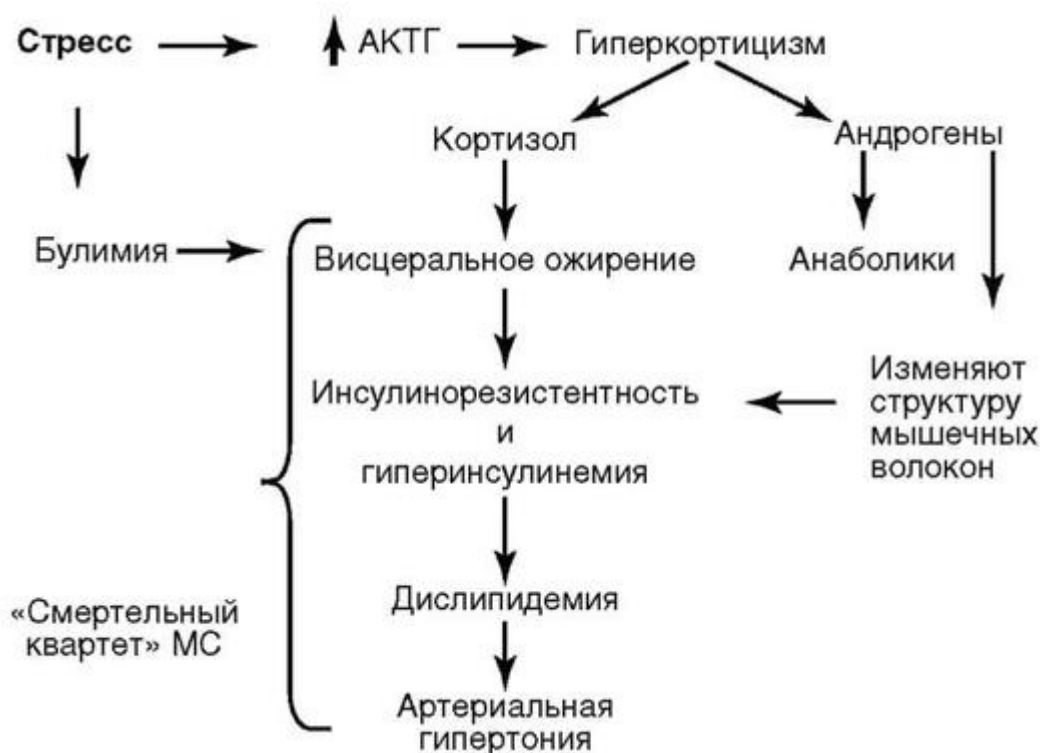 Стресс
АКТГ
Гиперкортицизм
Кортизол
Андрогены
Булимия
Висцеральное ожирение
Анаболики
Инсулинорезистентность
и
гиперинсулинемия
Изменяют
структуру
мышечных
волокон
Дислипидемия
«Смертельный
квартет» МС
Артериальная
гипертония